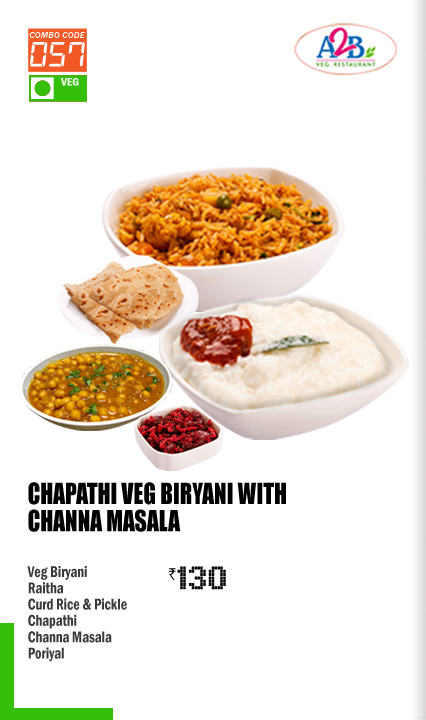 COMBO CODE
057
VEG
A2B
VEG. RESTAURANT
CHAPATHI VEG BIRYANI WITH
CHANNA MASALA
Veg Biryani
Raitha
Curd Rice & Pickle
Chapathi
Channa Masala
Poriyal
₹130